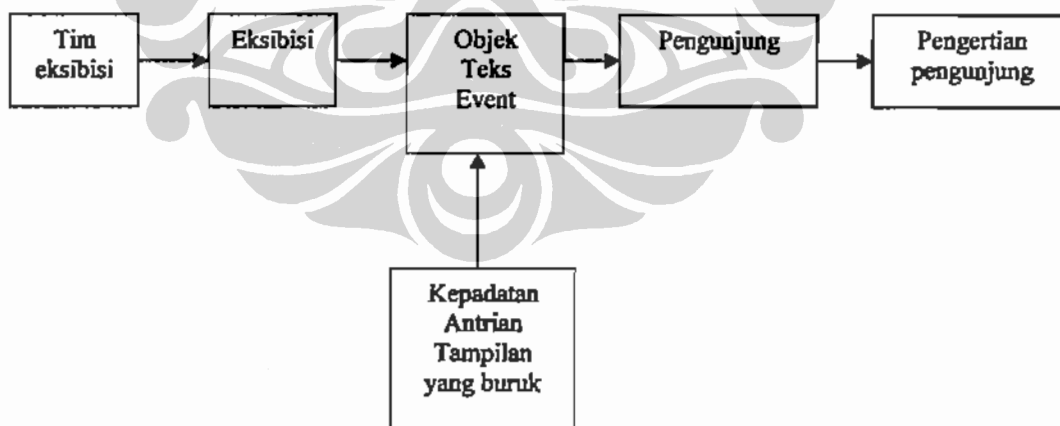 Tim
eksibisi
Eksibisi
Objek
Teks
Event
Pengunjung
Pengertian
pengunjung
Kepadatan
Antrian
Tampilan
yang buruk